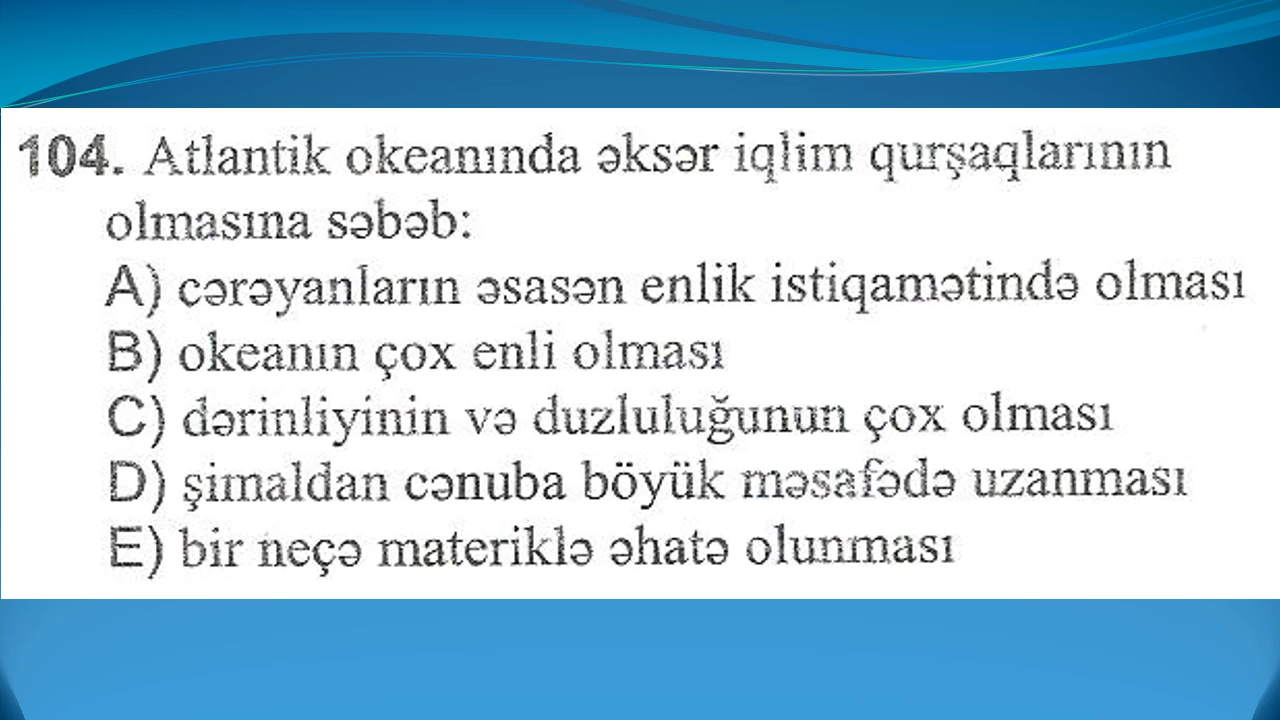 104. Atlantik okeanında əksər iqlim qurşaqlarının
olmasına səbəb:
A) cərəyanların əsasən enlik istiqamətində olması
B) okeanın çox enli olması
C) dərinliyinin və duzluluğunun çox olması
D) şimaldan cənuba böyük məsafədə uzanması
E) bir neçə materiklə əhatə olunması